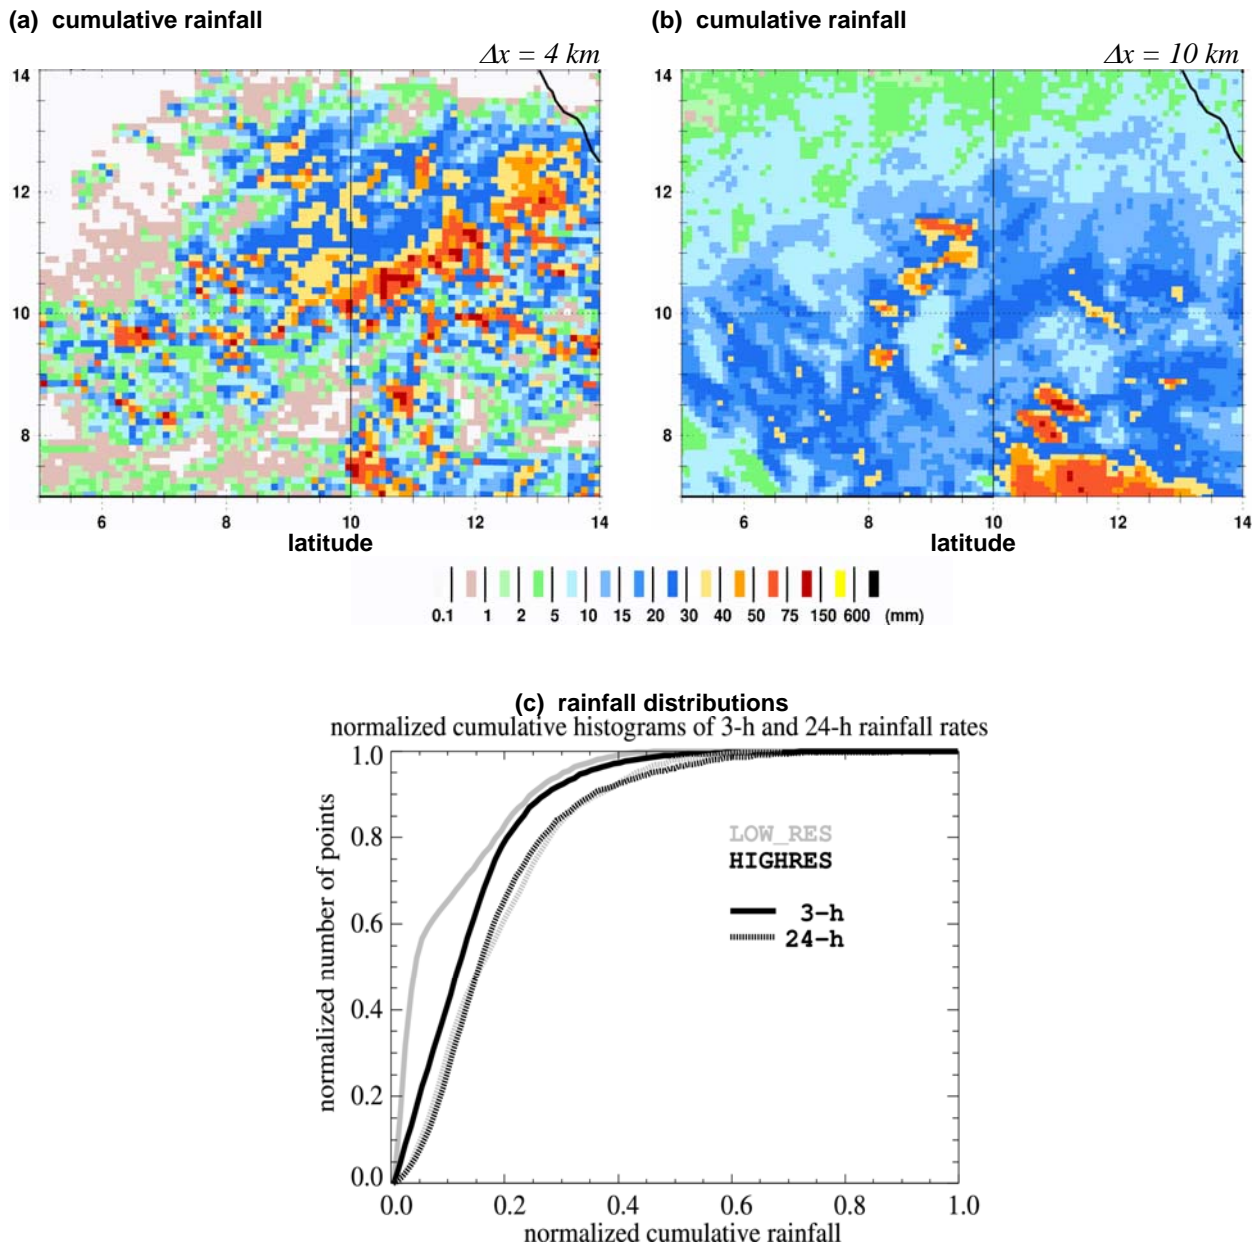 (a) cumulative rainfall
Δx = 4 km
14
12
10
8
6 8 10 12 14
latitude
(b) cumulative rainfall
Δx = 10 km
14
12
10
8
6 8 10 12 14
latitude
0.1 1 2 5 10 15 20 30 40 50 75 150 600 (mm)
(c) rainfall distributions
normalized cumulative histograms of 3-h and 24-h rainfall rates
normalized number of points
1.0
0.8
0.6
0.4
0.2
0.0
LOW_RES
HIGHRES
3-h
24-h
0.0 0.2 0.4 0.6 0.8 1.0
normalized cumulative rainfall